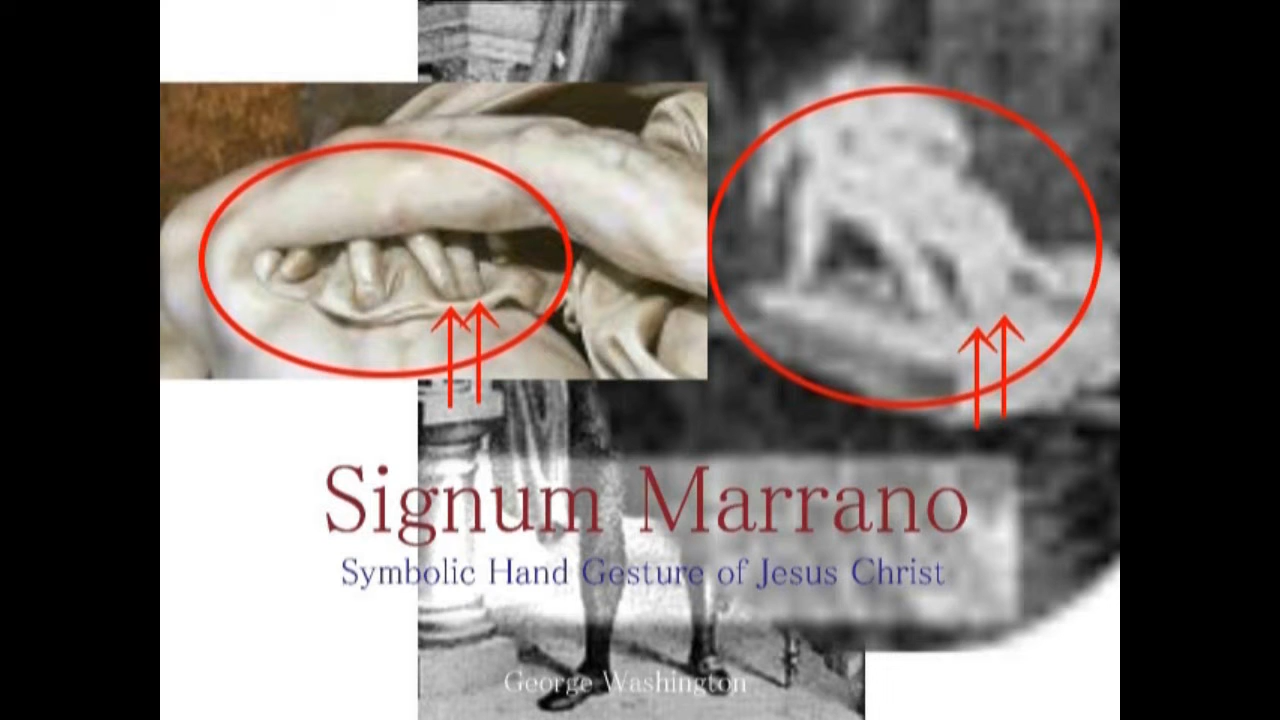 Signum Marrano
Symbolic Hand Gesture of Jesus Christ
George Washington